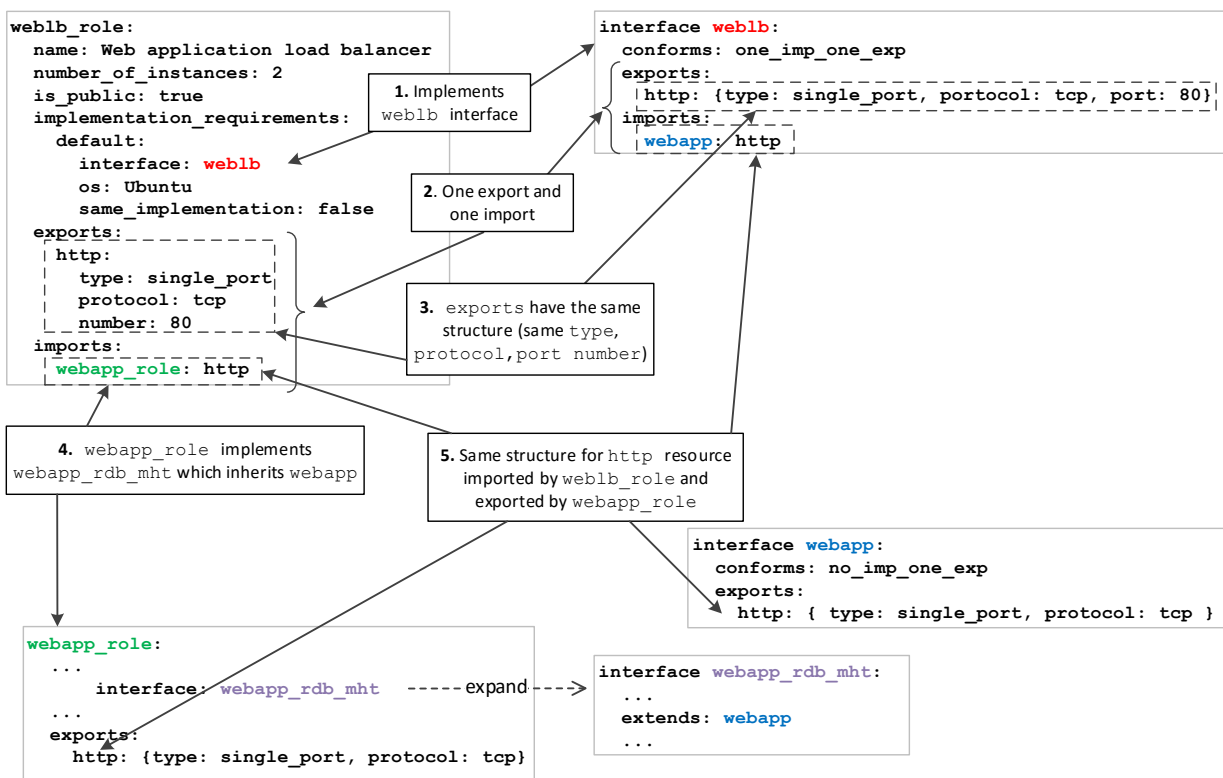 weblb_role:
name: Web application load balancer
number_of_instances: 2
is_public: true
implementation_requirements:
default:
interface: weblb
os: Ubuntu
same_implementation: false
exports:
http:
type: single_port
protocol: tcp
number: 80
imports:
webapp_role: http
interface weblb:
conforms: one_imp_one_exp
exports:
http: {type: single_port, portocol: tcp, port: 80}
imports:
webapp: http
1. Implements
weblb interface
2. One export and
one import
3. exports have the same
structure (same type,
protocol, port number)
4. webapp_role implements
webapp_rdb_mht which inherits webapp
5. Same structure for http resource
imported by weblb_role and
exported by webapp_role
interface webapp:
conforms: no_imp_one_exp
exports:
http: { type: single_port, protocol: tcp }
webapp_role:
...
interface: webapp_rdb_mht
...
exports:
http: {type: single_port, protocol: tcp}
expand
interface webapp_rdb_mht:
...
extends: webapp
...